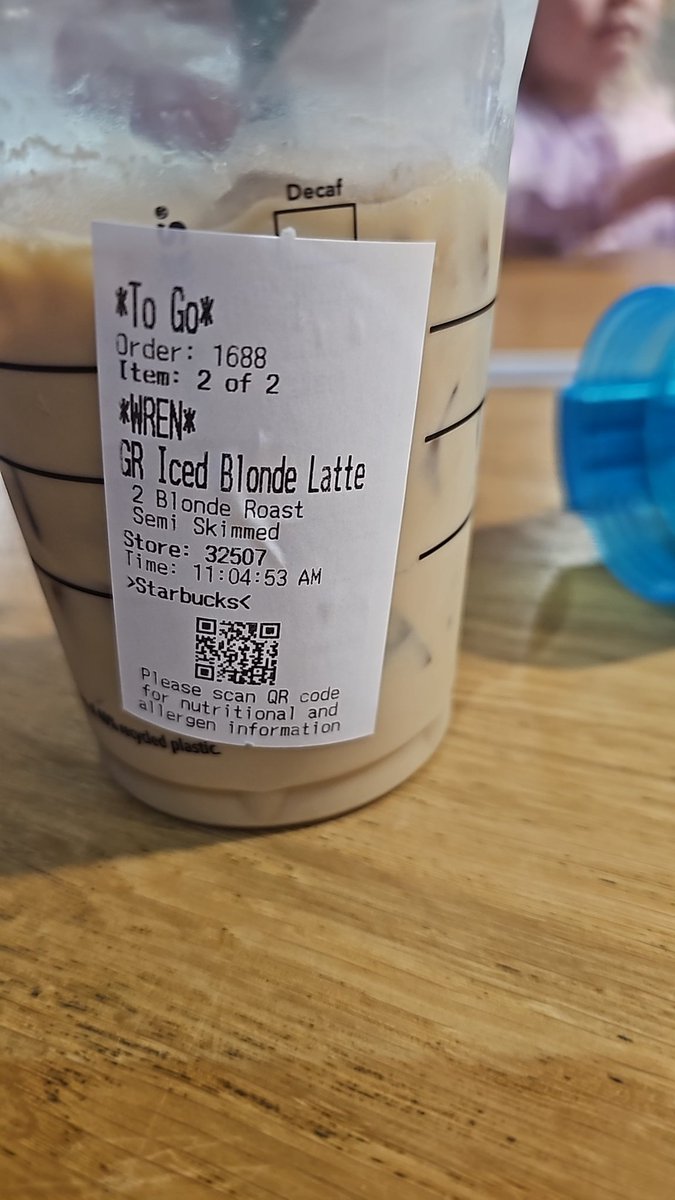 Decaf
*To Go*
Order: 1688
Item: 2 of 2
*WREN*
GR Iced Blonde Latte
2 Blonde Roast
Semi Skimmed
Store: 32507
Time: 11:04:53 AM
>Starbucks<
Please scan QR code
for nutritional and
allergen information
recycled plastic.